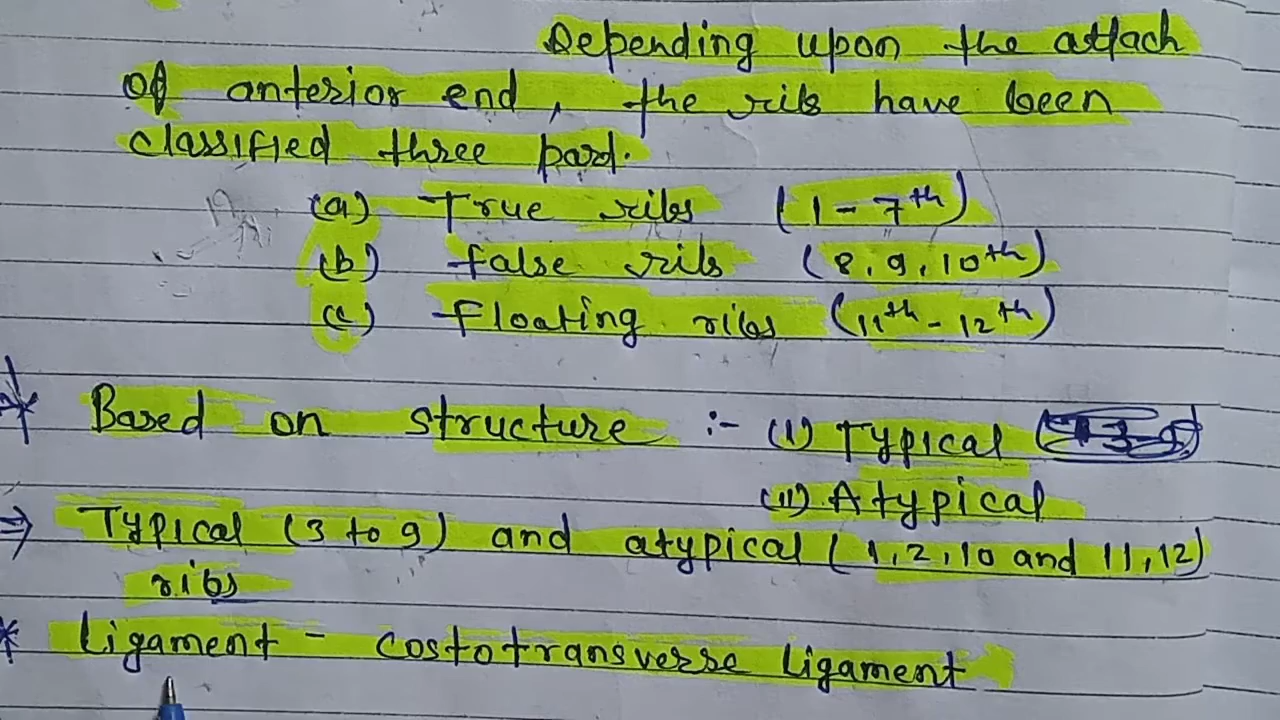 Depending upon the attach
of anterior end, the ribs have been
classified three part.
(a) True ribs (1 - 7th)
(b) false ribs (8, 9, 10th)
(c) Floating ribs (11th - 12th)
* Based on structure :- (I) Typical
(II) Atypical
⇒ Typical (3 to 9) and atypical (1, 2, 10 and 11, 12)
ribs
* Ligament - costotransverse ligament